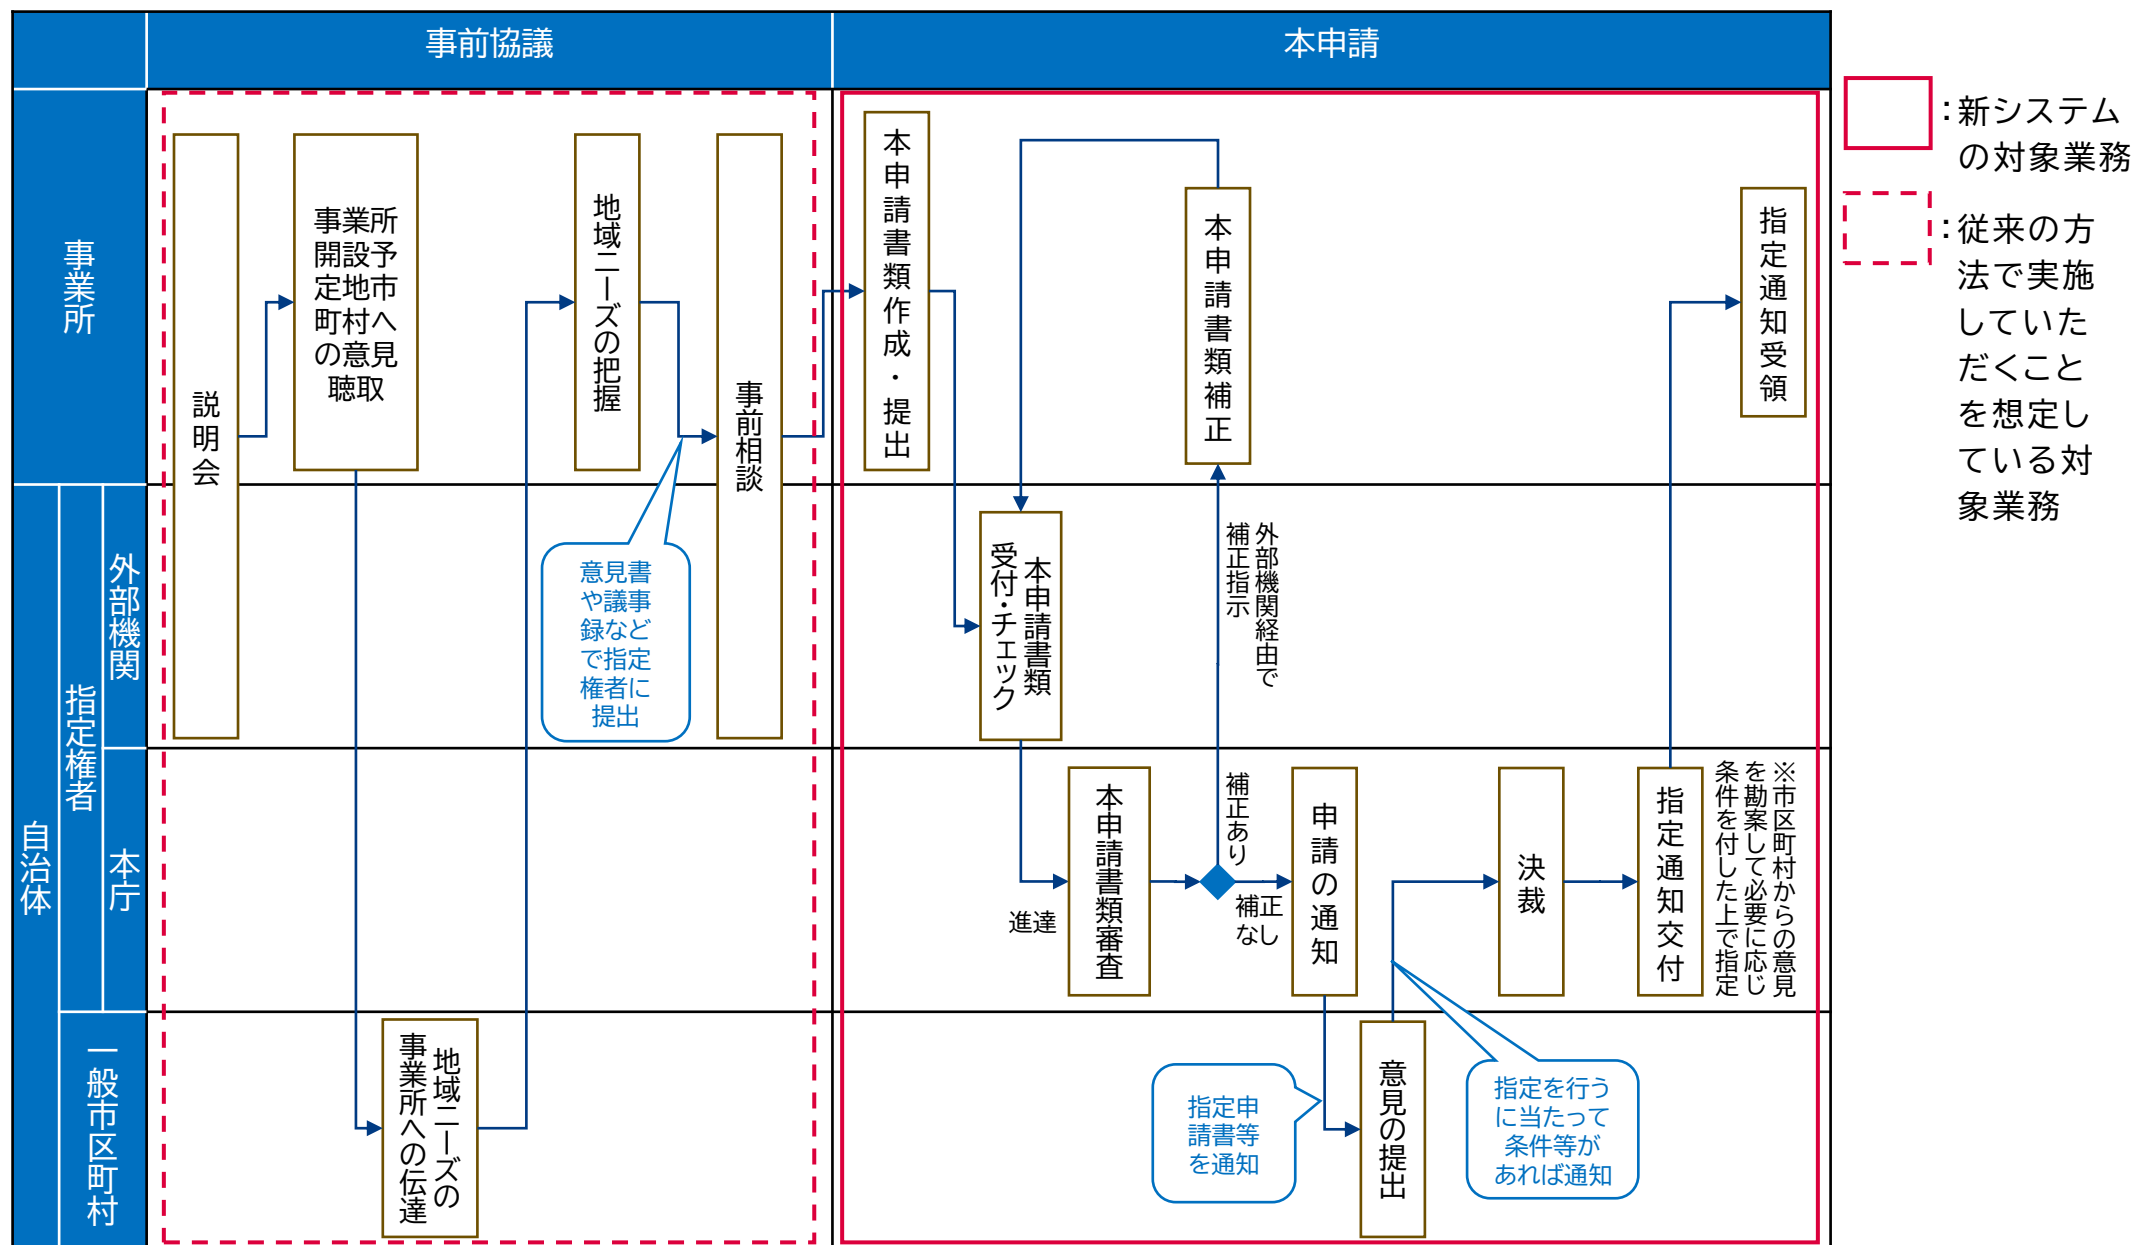 事前協議
本申請
事業所
自治体
指定権者
外部機関
本庁
一般市区町村
説明会
事業所
開設予
定地市
町村へ
の意見
聴取
地域ニーズの
事業所への伝達
地域ニーズの把握
意見書
や議事
録など
で指定
権者に
提出
事前相談
本申請書類作成・提出
本申請書類
受付・チェック
進達
本申請書類審査
補正あり
外部機関経由で
補正指示
本申請書類補正
補正
なし
申請の通知
指定申
請書等
を通知
意見の提出
指定を行う
に当たって
条件等が
あれば通知
決裁
指定通知交付
※市区町村からの意見
を勘案して必要に応じ
条件を付した上で指定
指定通知受領
：新システム
の対象業務
：従来の方
法で実施
していた
だくこと
を想定し
ている対
象業務